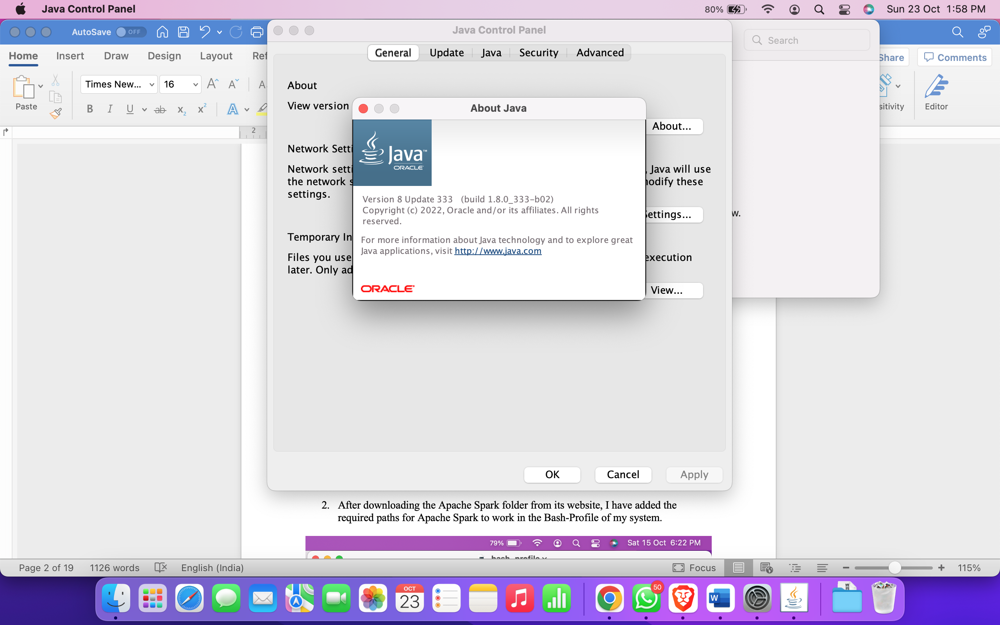 Java Control Panel
80%
Sun 23 Oct 1:58 PM
AutoSave OFF
Java Control Panel
Search
Home Insert Draw Design Layout Ref
General Update Java Security Advanced
Share Comments
Times New... 16
Paste
B I U ab x2 x2 A
sitivity
Editor
2
About
View version
About Java
About...
Java™
ORACLE
Network Setti
Network setti
, Java will use
the network s
modify these
settings.
Version 8 Update 333 (build 1.8.0_333-b02)
Copyright (c) 2022, Oracle and/or its affiliates. All rights
reserved.
Settings...
w.
Temporary In
For more information about Java technology and to explore great
Java applications, visit http://www.java.com
Files you use
execution
later. Only ad
ORACLE
View...
OK Cancel Apply
2. After downloading the Apache Spark folder from its website, I have added the
required paths for Apache Spark to work in the Bash-Profile of my system.
79% Sat 15 Oct 6:22 PM
bash_profile
Page 2 of 19 1126 words English (India) Focus 115%
OCT
23
50
W